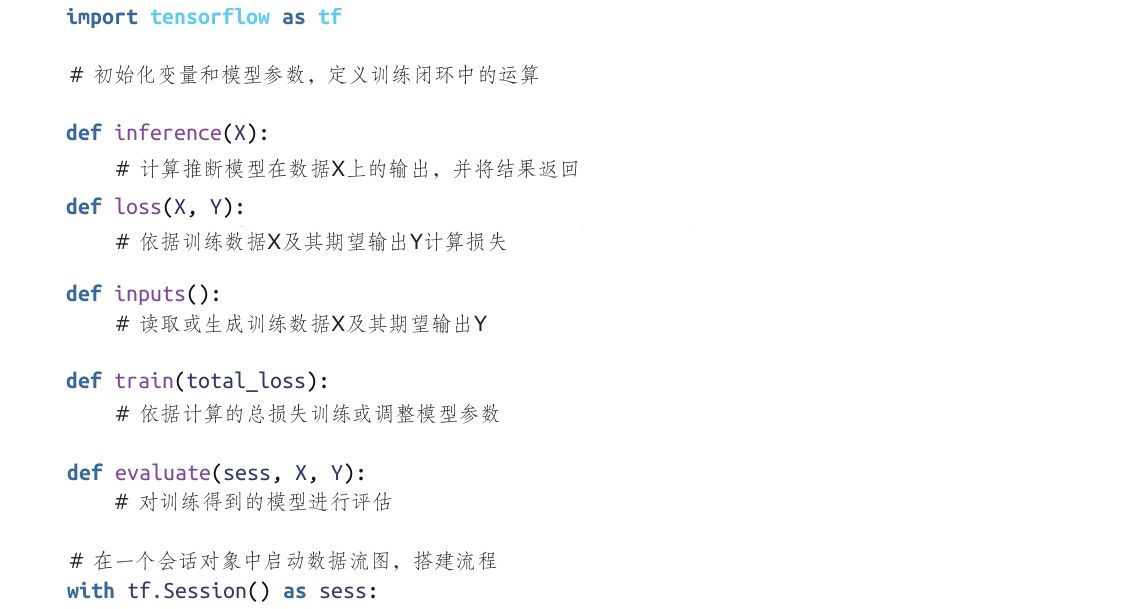 import tensorflow as tf
# 初始化变量和模型参数，定义训练闭环中的运算
def inference(X):
# 计算推断模型在数据X上的输出，并将结果返回
def loss(X, Y):
# 依据训练数据X及其期望输出Y计算损失
def inputs():
# 读取或生成训练数据X及其期望输出Y
def train(total_loss):
# 依据计算的总损失训练或调整模型参数
def evaluate(sess, X, Y):
# 对训练得到的模型进行评估
# 在一个会话对象中启动数据流图，搭建流程
with tf.Session() as sess: